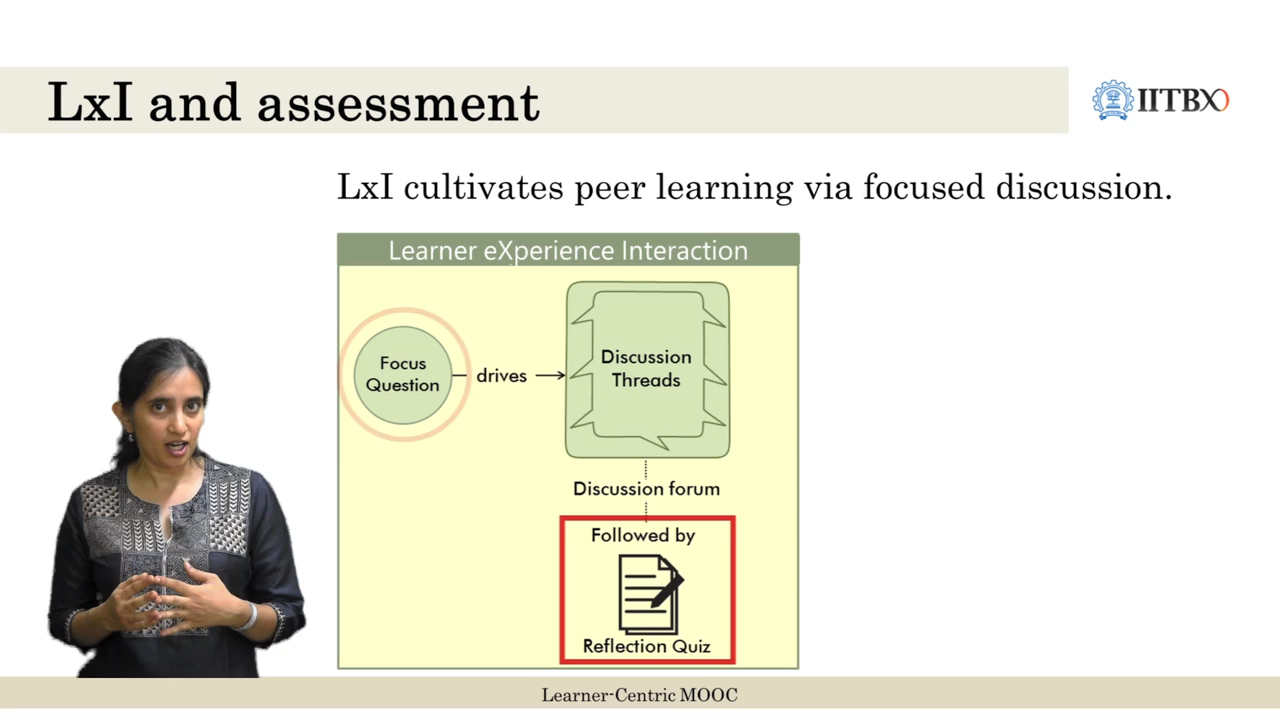 LxI and assessment
IITBX
LxI cultivates peer learning via focused discussion.
Learner eXperience Interaction
Focus
Question
drives
Discussion
Threads
Discussion forum
Followed by
Reflection Quiz
Learner-Centric MOOC